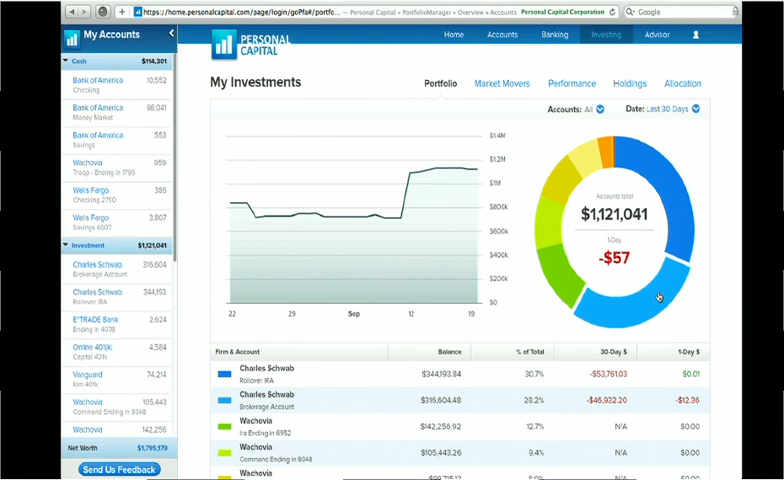 https://home.personalcapital.com/page/login/goPfa#/portfo... — Personal Capital » PortfolioManager » Overview » Accounts Personal Capital Corporation
Google
My Accounts
PERSONAL
CAPITAL
Home Accounts Banking Investing Advisor
Cash $114,301
Bank of America 10,552
Checking
Bank of America 98,041
Money Market
Bank of America 553
Savings
Wachovia 959
Troop - Ending in 1795
Wells Fargo 386
Checking 2750
Wells Fargo 3,807
Savings 6007
Investment $1,121,041
Charles Schwab 316,604
Brokerage Account
Charles Schwab 344,193
Rollover IRA
E*TRADE Bank 2,624
Ending in 4078
Online 401(k) 4,584
Capital 401k
Vanguard 74,214
Kim 401k
Wachovia 105,443
Command Ending in 9348
Wachovia 142,256
Net Worth $1,795,179
Send Us Feedback
My Investments
Portfolio Market Movers Performance Holdings Allocation
Accounts: All Date: Last 30 Days
$1.4M
$1.2M
$1M
$800k
$600k
$400k
$200k
$0
22 29 Sep 12 19
Accounts total
$1,121,041
1-Day
-$57
Firm & Account Balance % of Total 30-Day $ 1-Day $
Charles Schwab
Rollover IRA $344,193.84 30.7% -$53,761.03 $0.01
Charles Schwab
Brokerage Account $316,604.48 28.2% -$46,932.20 -$12.36
Wachovia
Ira Ending in 6952 $142,256.92 12.7% N/A $0.00
Wachovia
Command Ending in 9348 $105,443.26 9.4% N/A $0.00
Wachovia
N/A $0.00